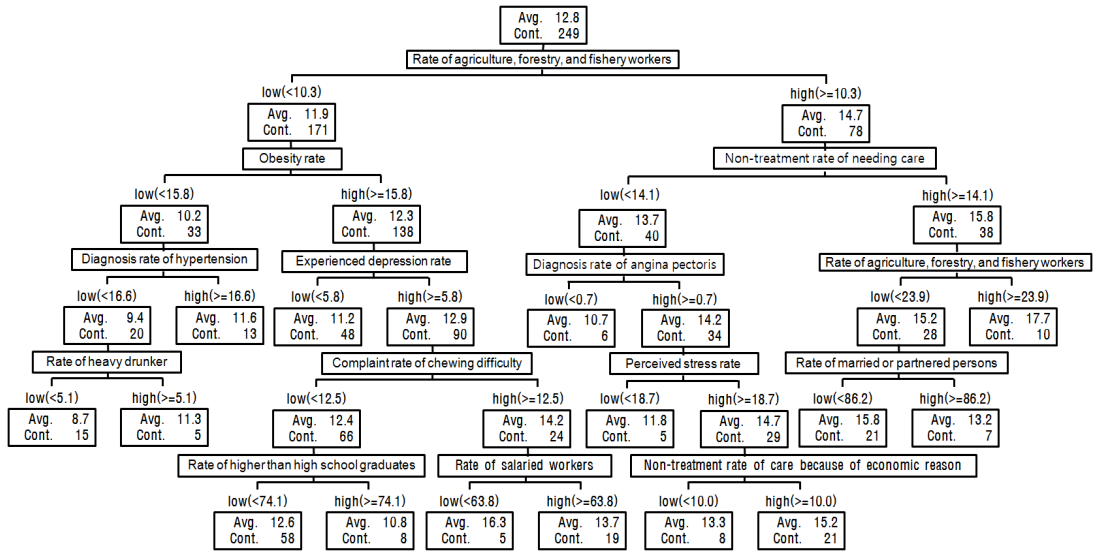 Avg. 12.8
Cont. 249
Rate of agriculture, forestry, and fishery workers
low(<10.3) high(>=10.3)
Avg. 11.9 Avg. 14.7
Cont. 171 Cont. 78
Obesity rate Non-treatment rate of needing care
low(<15.8) high(>=15.8) low(<14.1) high(>=14.1)
Avg. 10.2 Avg. 12.3 Avg. 13.7 Avg. 15.8
Cont. 33 Cont. 138 Cont. 40 Cont. 38
Diagnosis rate of hypertension Experienced depression rate Diagnosis rate of angina pectoris Rate of agriculture, forestry, and fishery workers
low(<16.6) high(>=16.6) low(<5.8) high(>=5.8) low(<0.7) high(>=0.7) low(<23.9) high(>=23.9)
Avg. 9.4 Avg. 11.6 Avg. 11.2 Avg. 12.9 Avg. 10.7 Avg. 14.2 Avg. 15.2 Avg. 17.7
Cont. 20 Cont. 13 Cont. 48 Cont. 90 Cont. 6 Cont. 34 Cont. 28 Cont. 10
Rate of heavy drunker Complaint rate of chewing difficulty Perceived stress rate Rate of married or partnered persons
low(<5.1) high(>=5.1) low(<12.5) high(>=12.5) low(<18.7) high(>=18.7) low(<86.2) high(>=86.2)
Avg. 8.7 Avg. 11.3 Avg. 12.4 Avg. 14.2 Avg. 11.8 Avg. 14.7 Avg. 15.8 Avg. 13.2
Cont. 15 Cont. 5 Cont. 66 Cont. 24 Cont. 5 Cont. 29 Cont. 21 Cont. 7
Rate of higher than high school graduates Rate of salaried workers Non-treatment rate of care because of economic reason
low(<74.1) high(>=74.1) low(<63.8) high(>=63.8) low(<10.0) high(>=10.0)
Avg. 12.6 Avg. 10.8 Avg. 16.3 Avg. 13.7 Avg. 13.3 Avg. 15.2
Cont. 58 Cont. 8 Cont. 5 Cont. 19 Cont. 8 Cont. 21